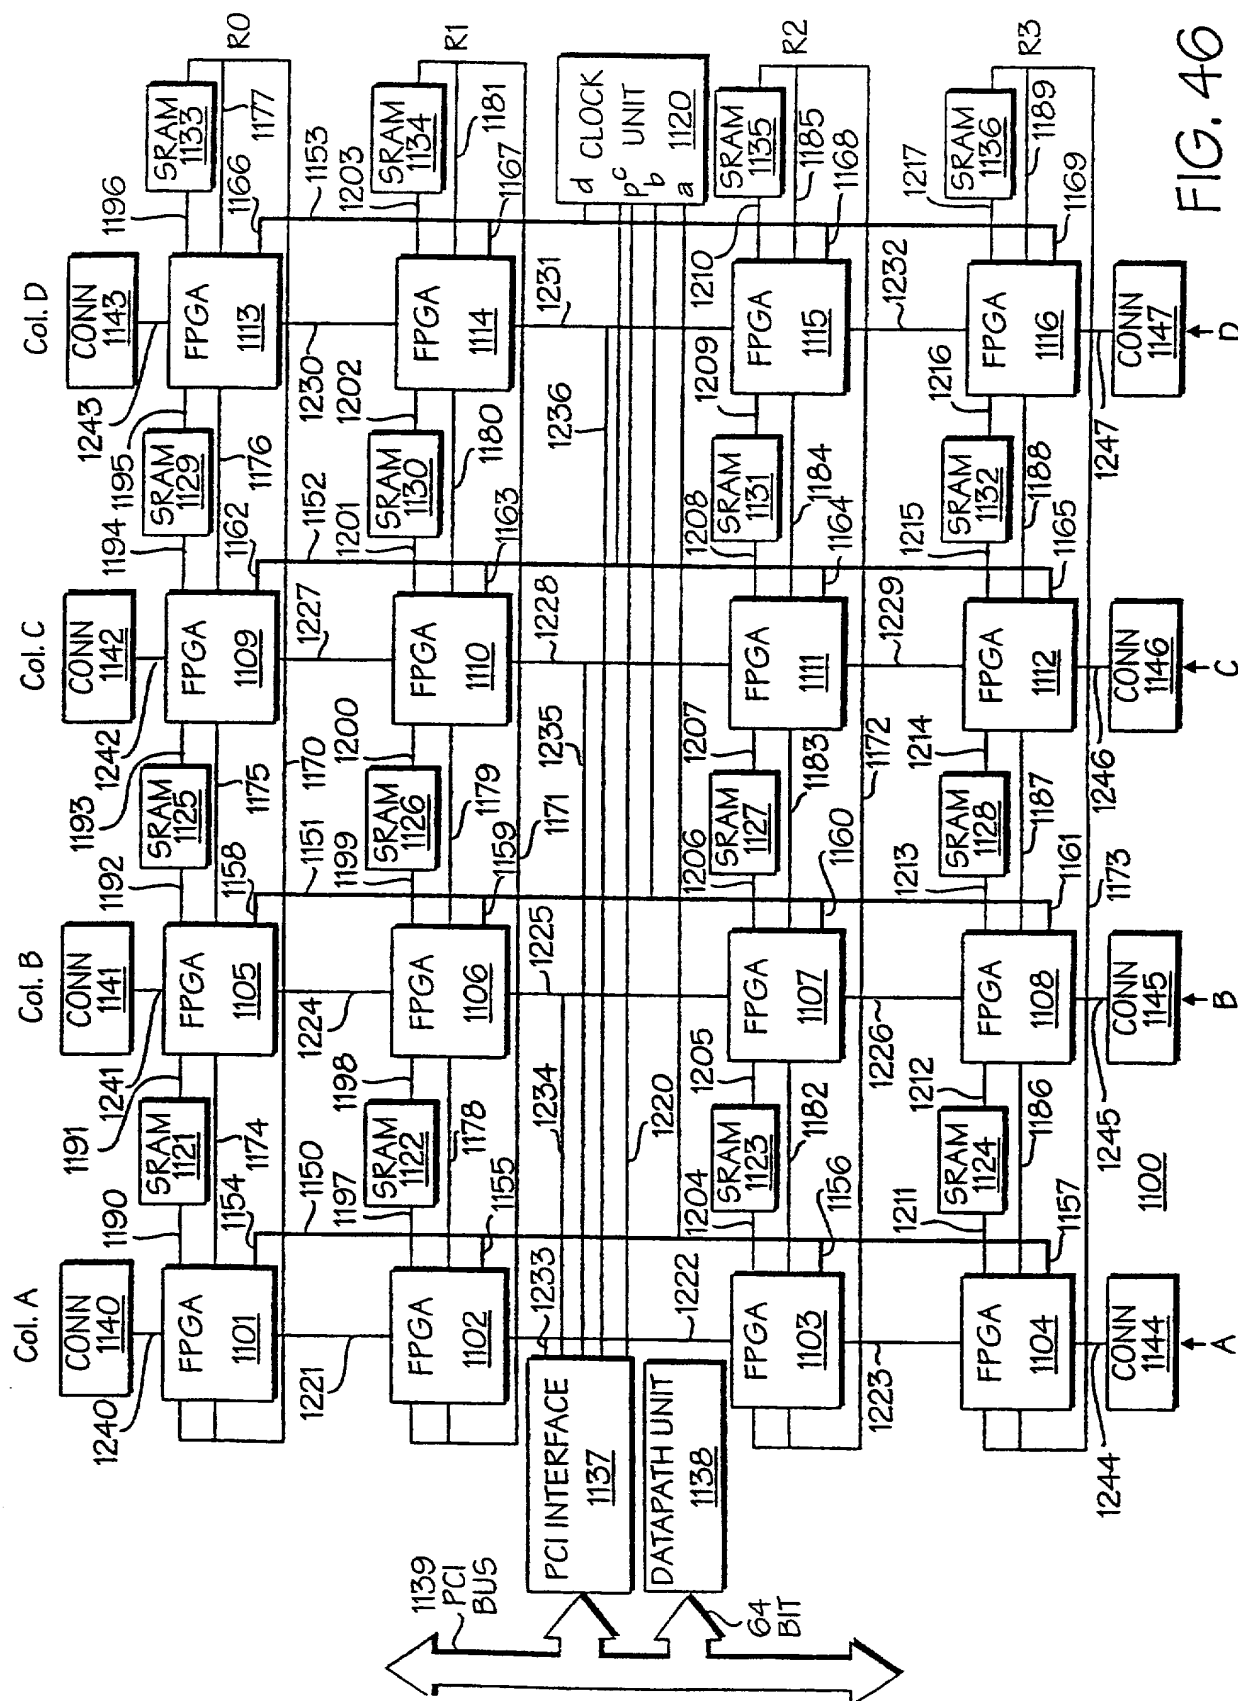 Col. A
Col. B
Col. C
Col. D
CONN
1140
CONN
1141
CONN
1142
CONN
1143
1240
1190
1191
1241
1192
1193
1242
1194
1195
1243
1196
SRAM
1121
SRAM
1125
SRAM
1129
SRAM
1133
FPGA
1101
FPGA
1105
FPGA
1109
FPGA
1113
R0
1154
1174
1158
1175
1162
1176
1166
1177
1221
1150
1224
1151
1170
1227
1152
1230
1153
1197
1198
1199
1200
1201
1202
1203
SRAM
1122
SRAM
1126
SRAM
1130
SRAM
1134
FPGA
1102
FPGA
1106
FPGA
1110
FPGA
1114
R1
1155
1178
1159
1179
1163
1180
1167
1181
1139
PCI
BUS
1233
1234
1225
1171
1235
1228
1236
1231
PCI INTERFACE
1137
d
c
p
b
a
CLOCK
UNIT
1120
DATAPATH UNIT
1138
64
BIT
1222
1220
1204
1205
1206
1207
1208
1209
1210
SRAM
1123
SRAM
1127
SRAM
1131
SRAM
1135
FPGA
1103
FPGA
1107
FPGA
1111
FPGA
1115
R2
1156
1182
1160
1183
1164
1184
1168
1185
1223
1226
1172
1229
1232
1211
1212
1213
1214
1215
1216
1217
SRAM
1124
SRAM
1128
SRAM
1132
SRAM
1136
FPGA
1104
FPGA
1108
FPGA
1112
FPGA
1116
R3
1157
1186
1161
1187
1165
1188
1169
1189
1173
1244
1245
1246
1247
CONN
1144
CONN
1145
CONN
1146
CONN
1147
A
B
C
D
1100
FIG. 46